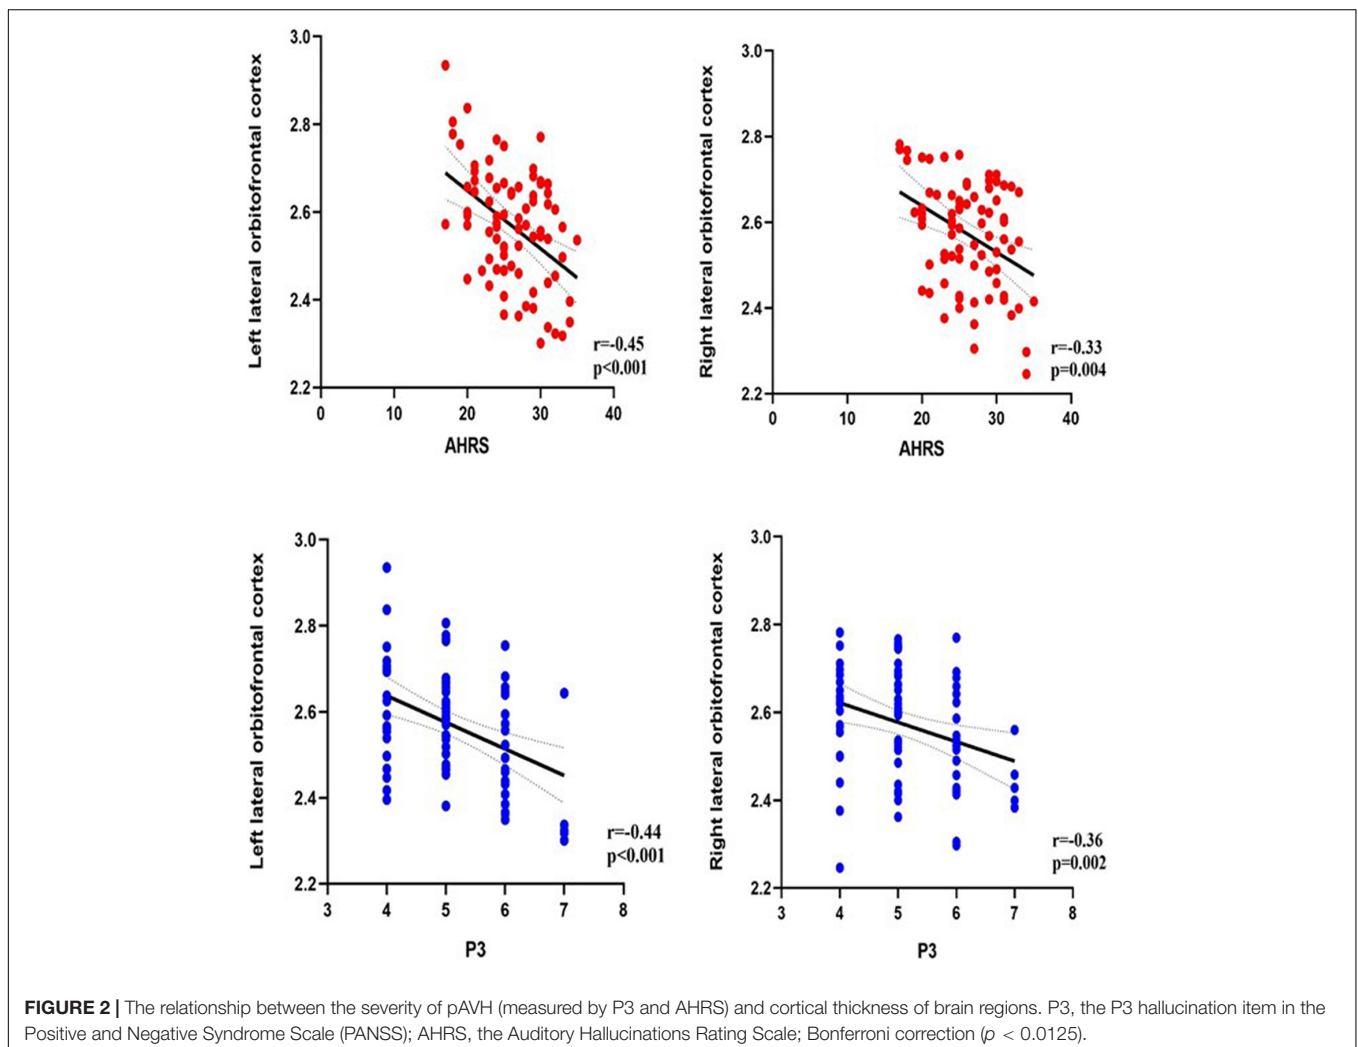 3.0
2.8
2.6
2.4
2.2
0
10
20
30
40
Left lateral orbitofrontal cortex
AHRS
r=-0.45
p<0.001
3.0
2.8
2.6
2.4
2.2
0
10
20
30
40
Right lateral orbitofrontal cortex
AHRS
r=-0.33
p=0.004
3.0
2.8
2.6
2.4
2.2
3
4
5
6
7
8
Left lateral orbitofrontal cortex
P3
r=-0.44
p<0.001
3.0
2.8
2.6
2.4
2.2
3
4
5
6
7
8
Right lateral orbitofrontal cortex
P3
r=-0.36
p=0.002
FIGURE 2 | The relationship between the severity of pAVH (measured by P3 and AHRS) and cortical thickness of brain regions. P3, the P3 hallucination item in the
Positive and Negative Syndrome Scale (PANSS); AHRS, the Auditory Hallucinations Rating Scale; Bonferroni correction (p < 0.0125).